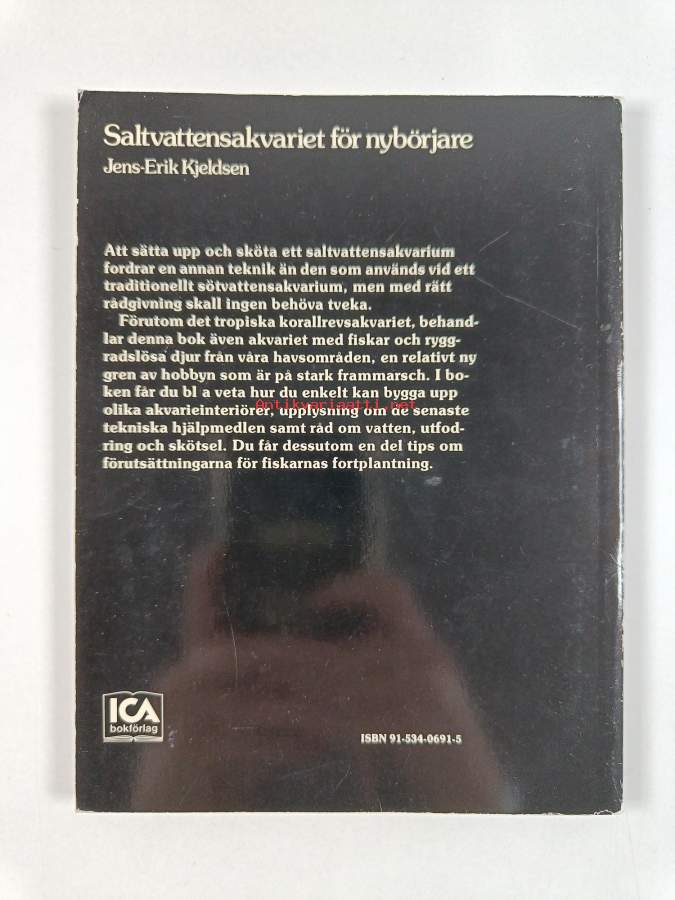 Saltvattensakvariet för nybörjare
Jens-Erik Kjeldsen
Att sätta upp och sköta ett saltvattensakvarium
fordrar en annan teknik än den som används vid ett
traditionellt sötvattensakvarium, men med rätt
rådgivning skall ingen behöva tveka.
Förutom det tropiska korallrevsakvariet, behand-
lar denna bok även akvariet med fiskar och rygg-
radslösa djur från våra havsområden, en relativt ny
gren av hobbyn som är på stark frammarsch. I bo-
ken får du bl a veta hur du enkelt kan bygga upp
Antikvariaatti.net
olika akvarieinteriörer, upplysning om de senaste
tekniska hjälpmedlen samt råd om vatten, utfod-
ring och skötsel. Du får dessutom en del tips om
förutsättningarna för fiskarnas fortplantning.
ICA
bokförlag
ISBN 91-534-0691-5